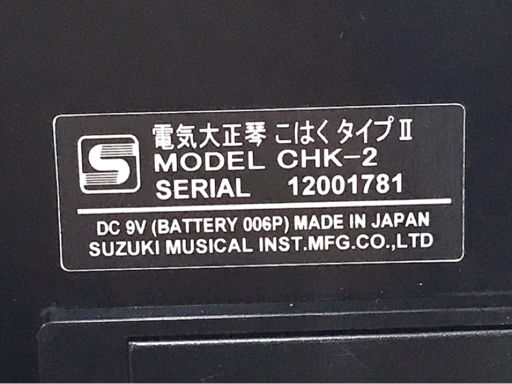 電気大正琴 こはく タイプⅡ
MODEL CHK-2
SERIAL 12001781
DC 9V (BATTERY 006P) MADE IN JAPAN
SUZUKI MUSICAL INST.MFG.CO.,LTD